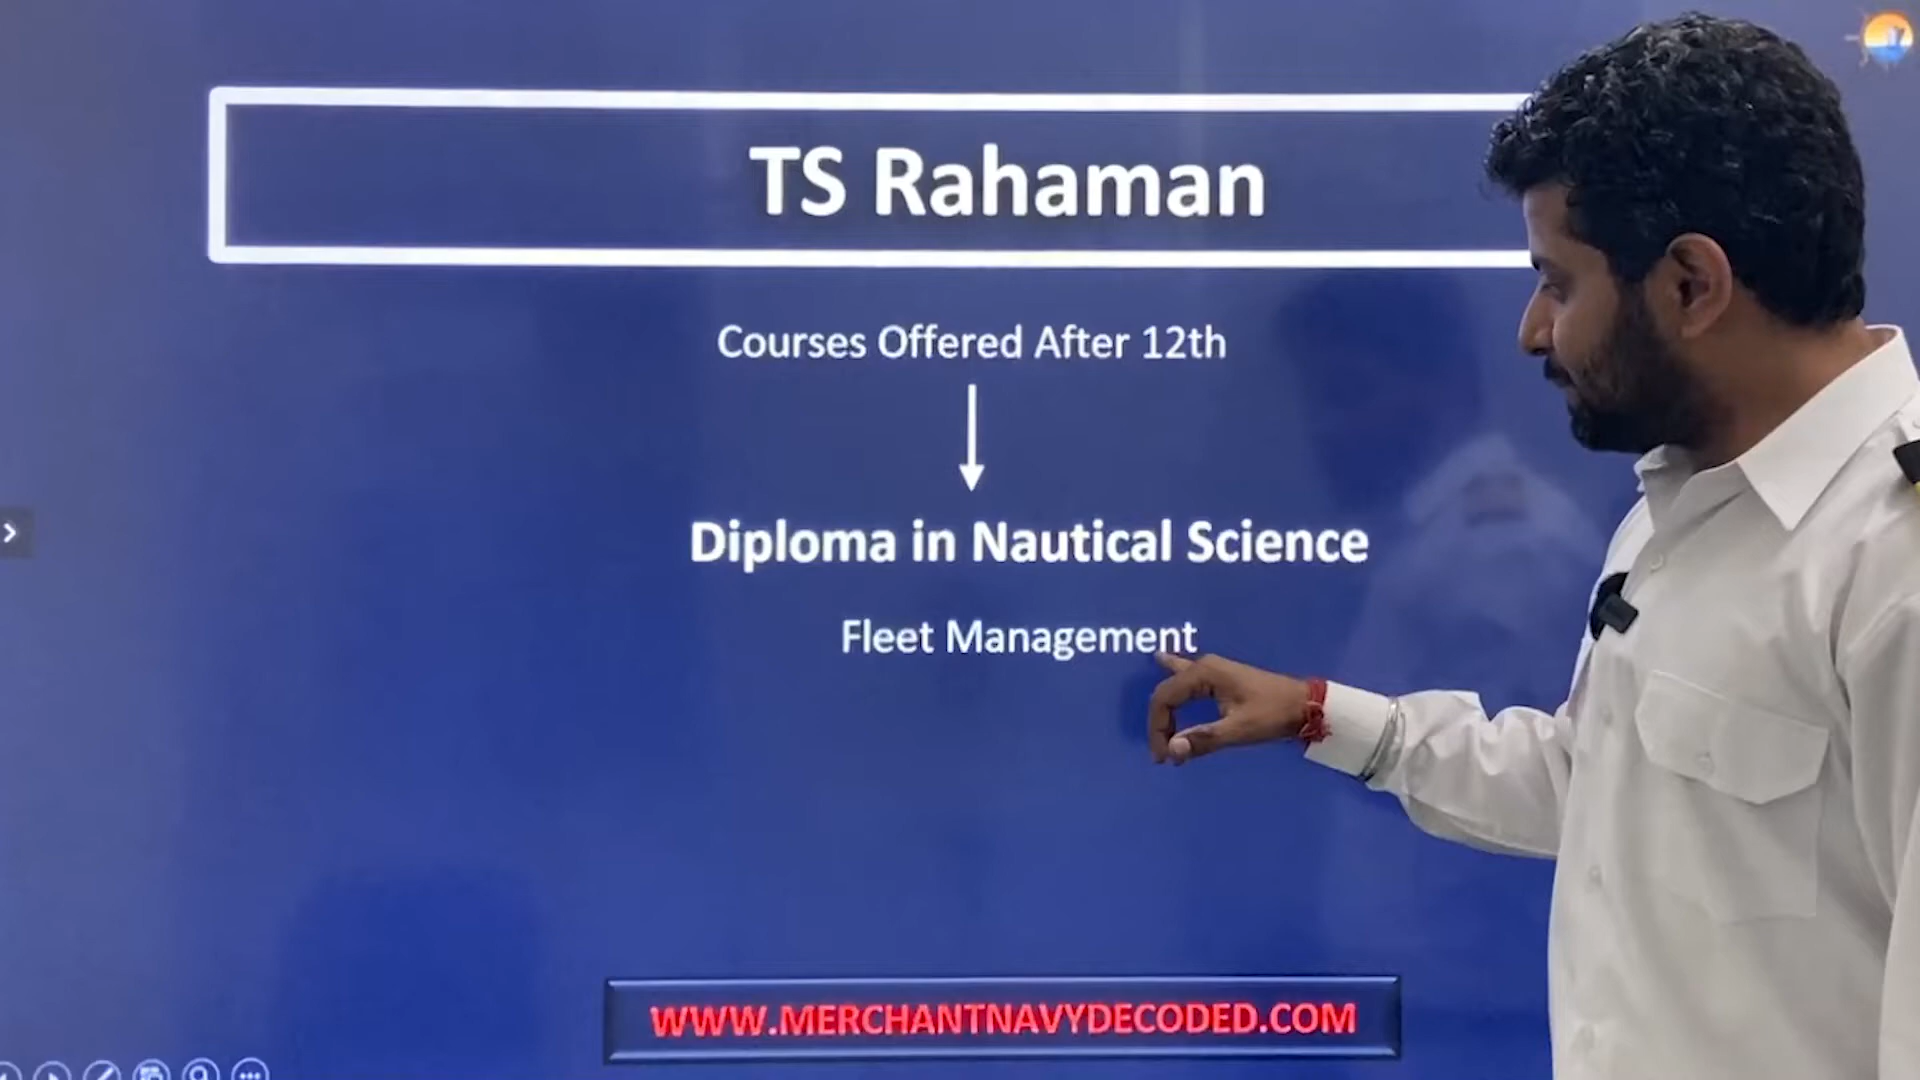 TS Rahaman
Courses Offered After 12th
Diploma in Nautical Science
Fleet Management
WWW.MERCHANTNAVYDECODED.COM